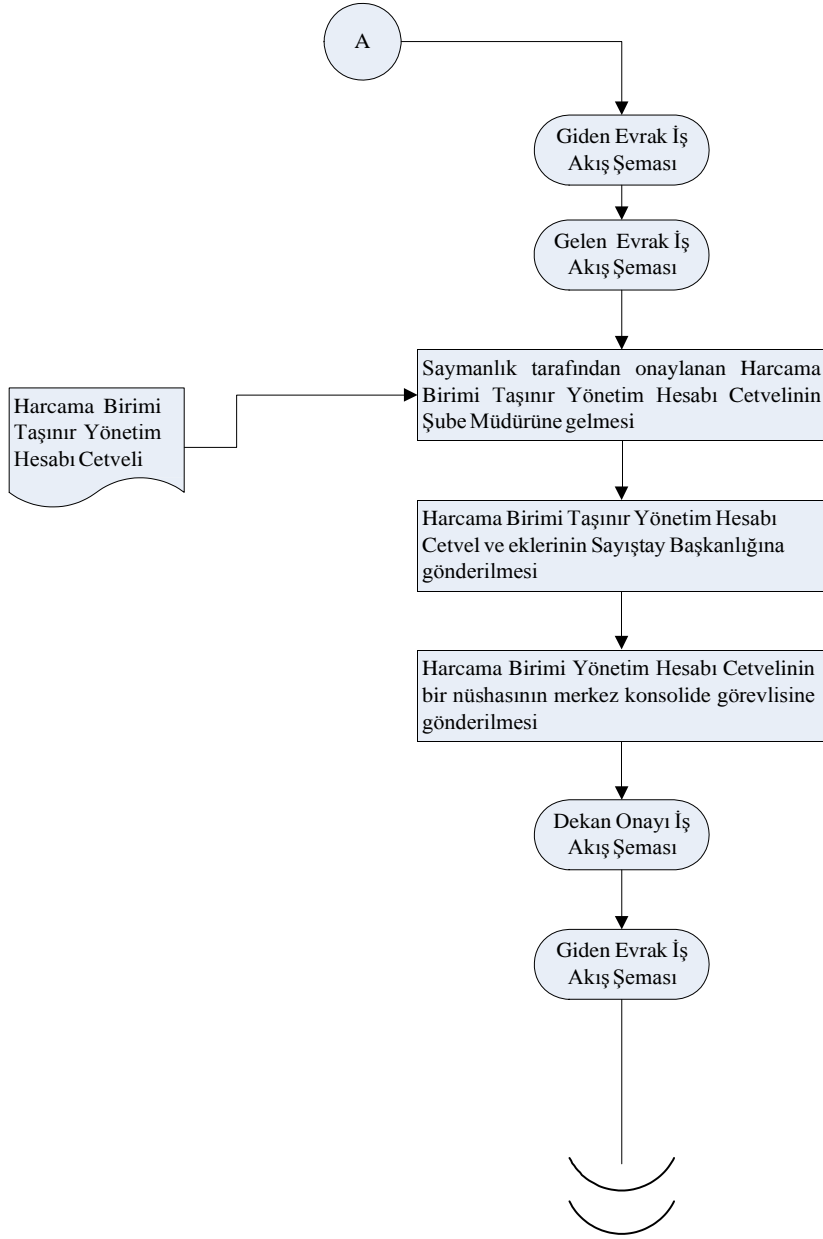 A
Giden Evrak İş
Akış Şeması
Gelen Evrak İş
Akış Şeması
Saymanlık tarafından onaylanan Harcama
Birimi Taşınır Yönetim Hesabı Cetvelinin
Şube Müdürüne gelmesi
Harcama Birimi
Taşınır Yönetim
Hesabı Cetveli
Harcama Birimi Taşınır Yönetim Hesabı
Cetvel ve eklerinin Sayıştay Başkanlığına
gönderilmesi
Harcama Birimi Yönetim Hesabı Cetvelinin
bir nüshasının merkez konsolide görevlisine
gönderilmesi
Dekan Onayı İş
Akış Şeması
Giden Evrak İş
Akış Şeması